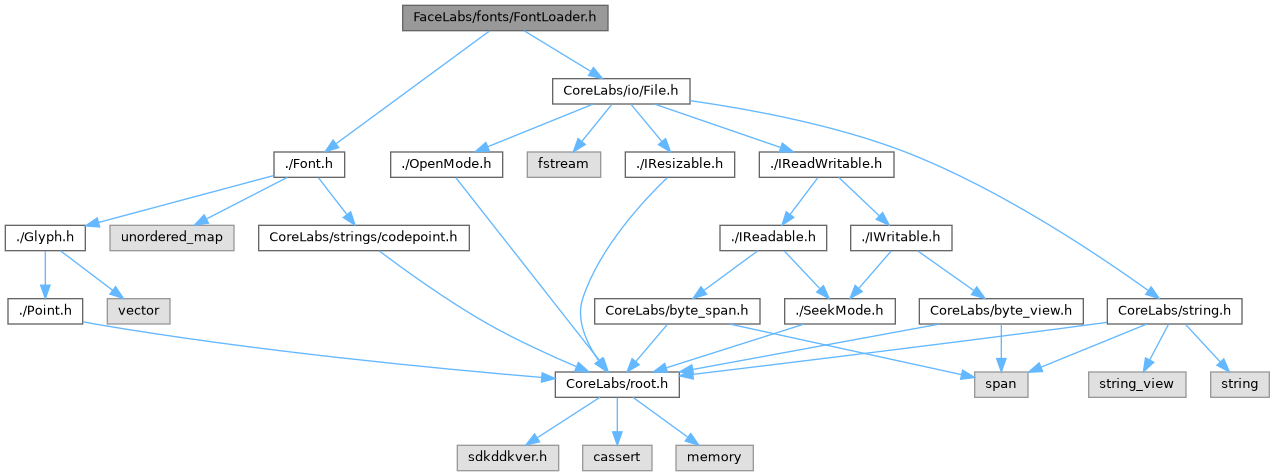 FaceLabs/fonts/FontLoader.h
CoreLabs/io/File.h
./Font.h
./OpenMode.h
fstream
./IResizable.h
./IReadWritable.h
./Glyph.h
unordered_map
CoreLabs/strings/codepoint.h
./IReadable.h
./IWritable.h
./Point.h
vector
CoreLabs/byte_span.h
./SeekMode.h
CoreLabs/byte_view.h
CoreLabs/string.h
CoreLabs/root.h
span
string_view
string
sdkddkver.h
cassert
memory